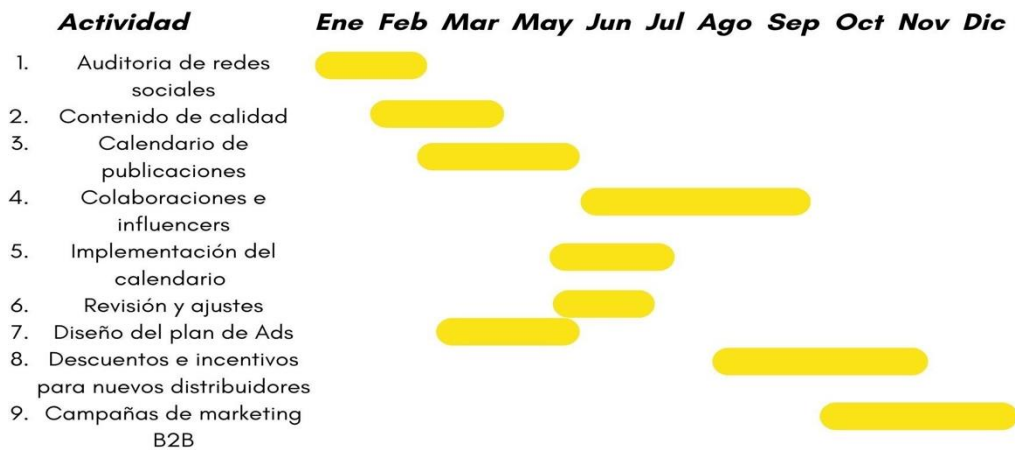 Actividad Ene Feb Mar May Jun Jul Ago Sep Oct Nov Dic
1. Auditoria de redes
sociales
2. Contenido de calidad
3. Calendario de
publicaciones
4. Colaboraciones e
influencers
5. Implementación del
calendario
6. Revisión y ajustes
7. Diseño del plan de Ads
8. Descuentos e incentivos
para nuevos distribuidores
9. Campañas de marketing
B2B